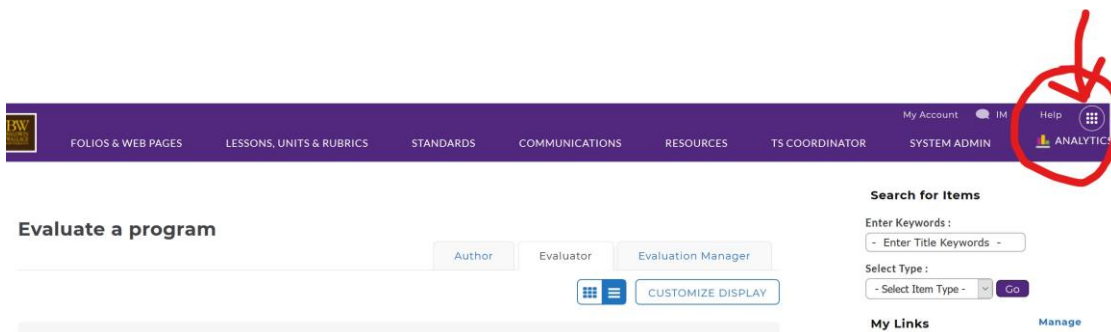 BW
My Account IM Help
FOLIOS & WEB PAGES LESSONS, UNITS & RUBRICS STANDARDS COMMUNICATIONS RESOURCES TS COORDINATOR SYSTEM ADMIN ANALYTICS
Evaluate a program
Author Evaluator Evaluation Manager
CUSTOMIZE DISPLAY
Search for Items
Enter Keywords :
- Enter Title Keywords -
Select Type :
- Select Item Type - Go
My Links Manage